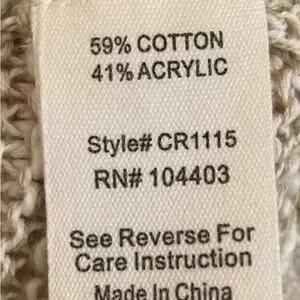 59% COTTON
41% ACRYLIC
Style# CR1115
RN# 104403
See Reverse For
Care Instruction
Made In China